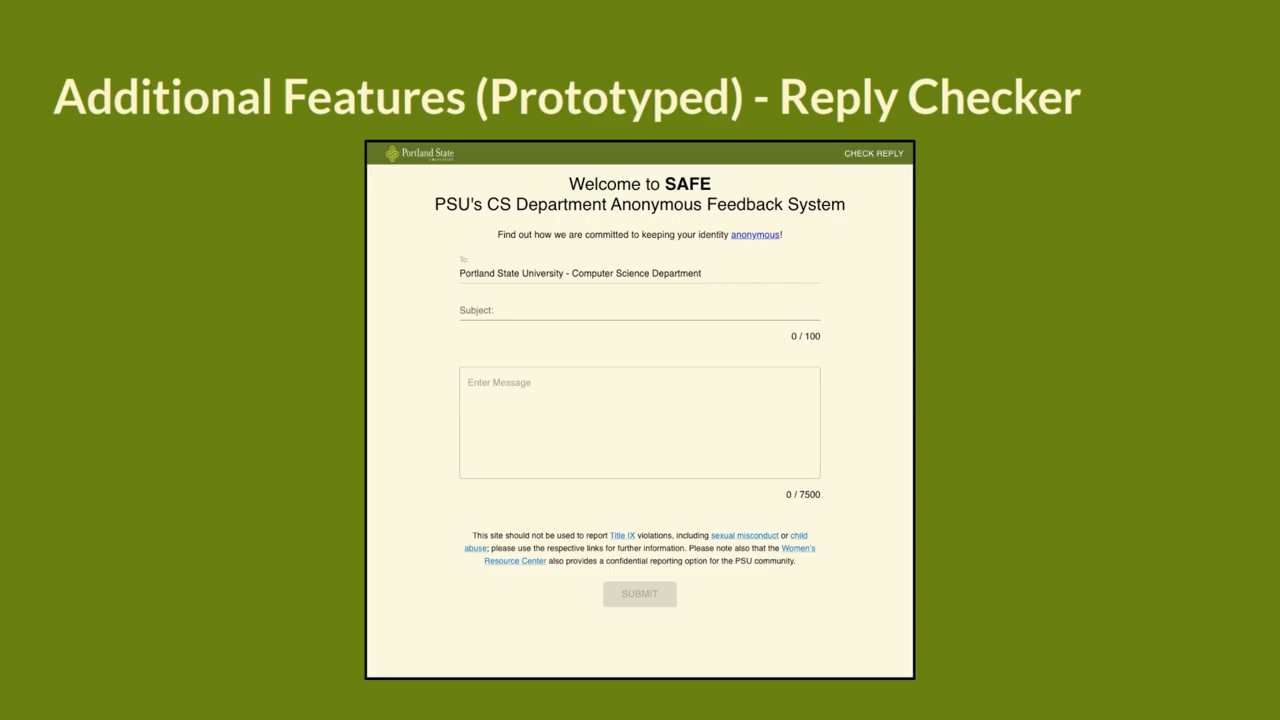 Additional Features (Prototyped) - Reply Checker
Portland State
UNIVERSITY
CHECK REPLY
Welcome to SAFE
PSU's CS Department Anonymous Feedback System
Find out how we are committed to keeping your identity anonymous!
To:
Portland State University - Computer Science Department
Subject:
0 / 100
Enter Message
0 / 7500
This site should not be used to report Title IX violations, including sexual misconduct or child
abuse; please use the respective links for further information. Please note also that the Women's
Resource Center also provides a confidential reporting option for the PSU community.
SUBMIT